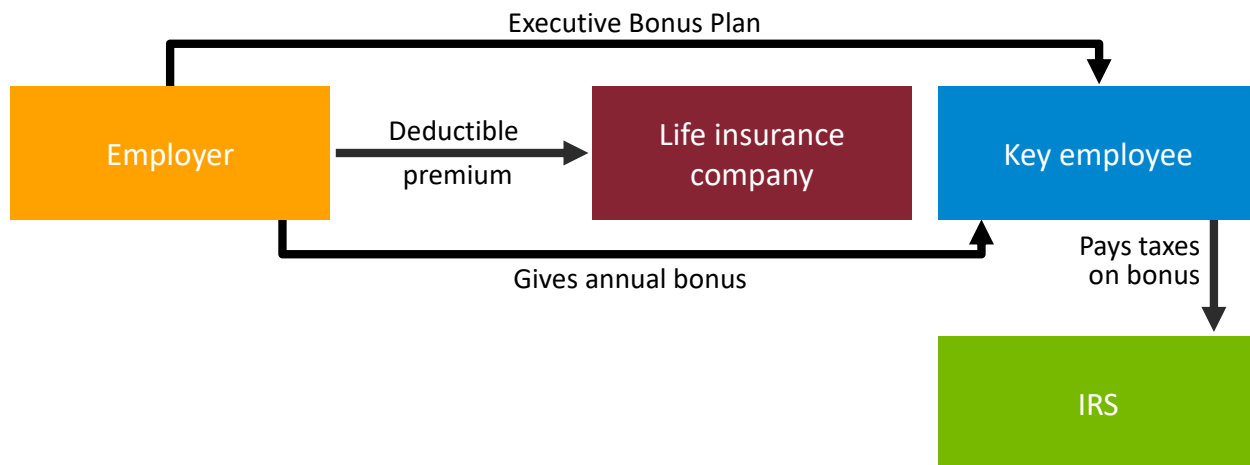 Executive Bonus Plan
Employer
Deductible
premium
Life insurance
company
Key employee
Gives annual bonus
Pays taxes
on bonus
IRS